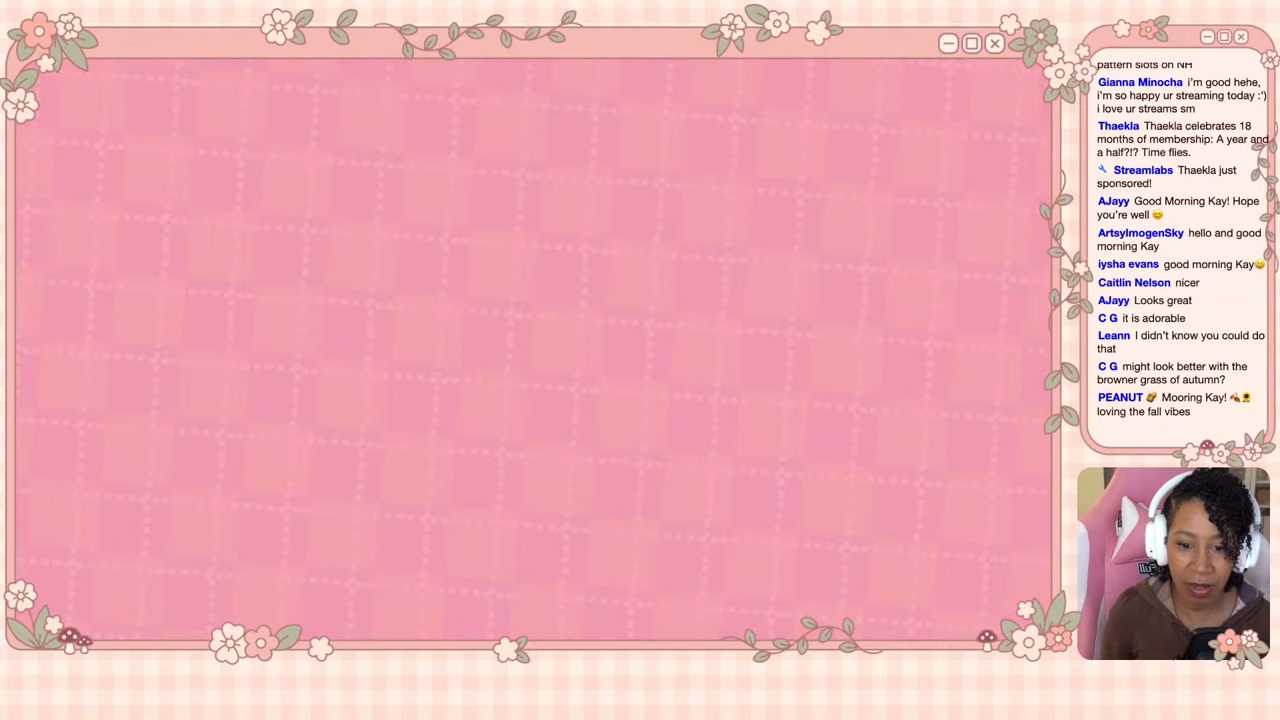 pattern slots on NH
Gianna Minocha i'm good hehe,
i'm so happy ur streaming today :')
i love ur streams sm
Thaekla Thaekla celebrates 18
months of membership: A year and
a half?!? Time flies.
Streamlabs Thaekla just
sponsored!
AJayy Good Morning Kay! Hope
you're well 😊
ArtsyImogenSky hello and good
morning Kay
iysha evans good morning Kay😀
Caitlin Nelson nicer
AJayy Looks great
C G it is adorable
Leann I didn't know you could do
that
C G might look better with the
browner grass of autumn?
PEANUT 🥜 Mooring Kay! 🍂🌻
loving the fall vibes